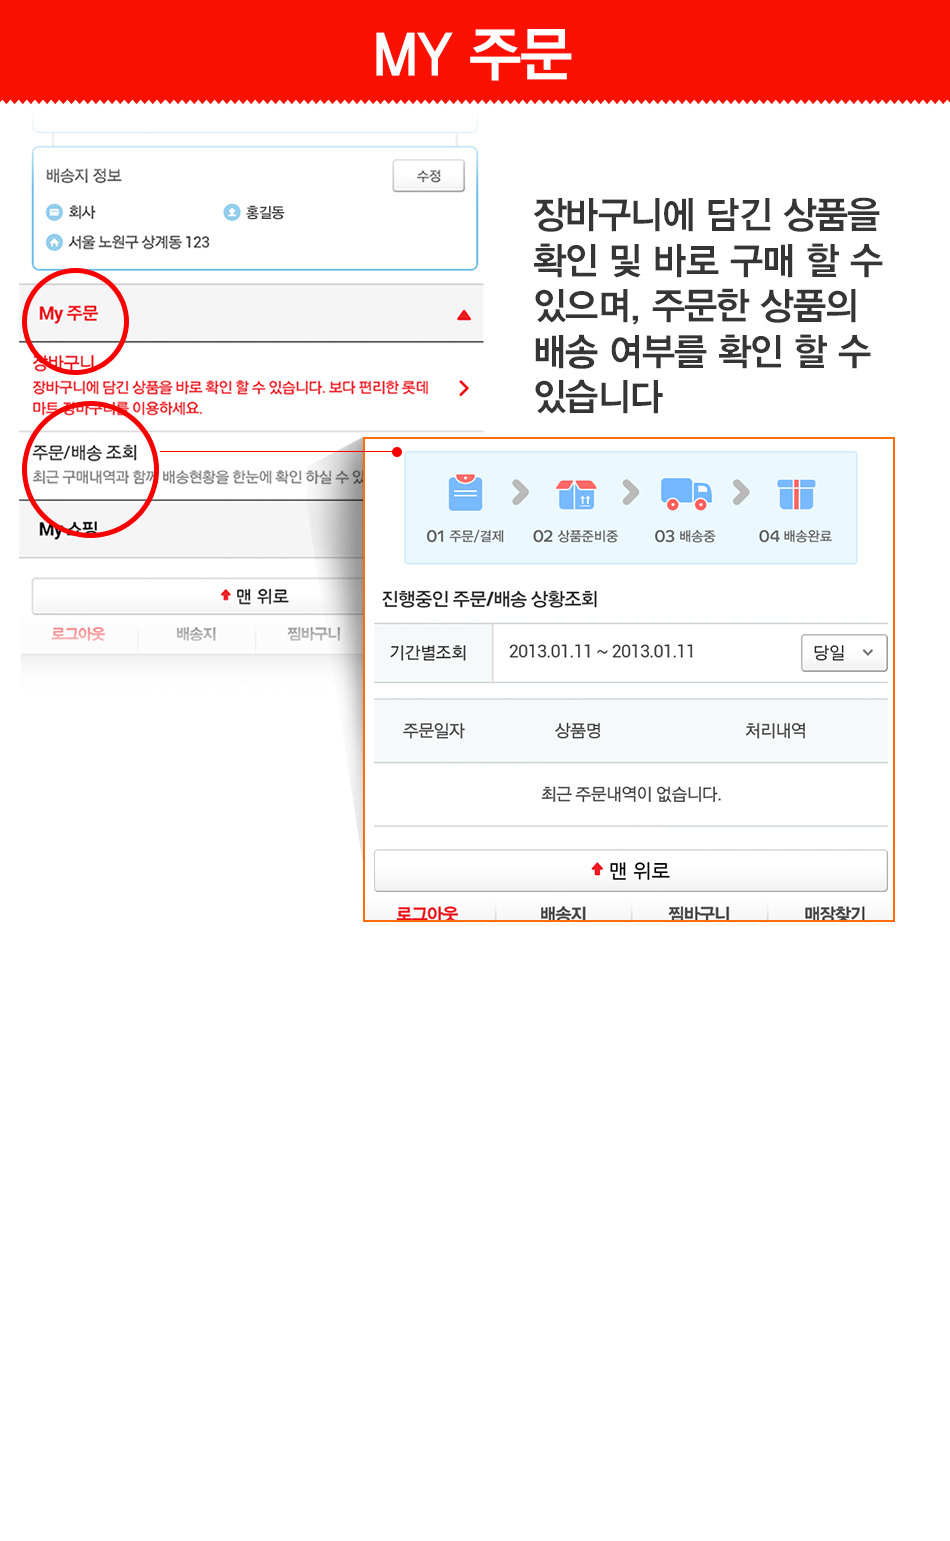 MY 주문
배송지 정보
수정
회사
홍길동
서울 노원구 상계동 123
My 주문
장바구니
장바구니에 담긴 상품을 바로 확인 할 수 있습니다. 보다 편리한 롯데
마트 장바구니를 이용하세요.
주문/배송 조회
최근 구매내역과 함께 배송현황을 한눈에 확인 하실 수 있
My 쇼핑
맨 위로
로그아웃
배송지
찜바구니
장바구니에 담긴 상품을
확인 및 바로 구매 할 수
있으며, 주문한 상품의
배송 여부를 확인 할 수
있습니다
01 주문/결제
02 상품준비중
03 배송중
04 배송완료
진행중인 주문/배송 상황조회
기간별조회
2013.01.11 ~ 2013.01.11
당일
주문일자
상품명
처리내역
최근 주문내역이 없습니다.
맨 위로
로그아웃
배송지
찜바구니
매장찾기